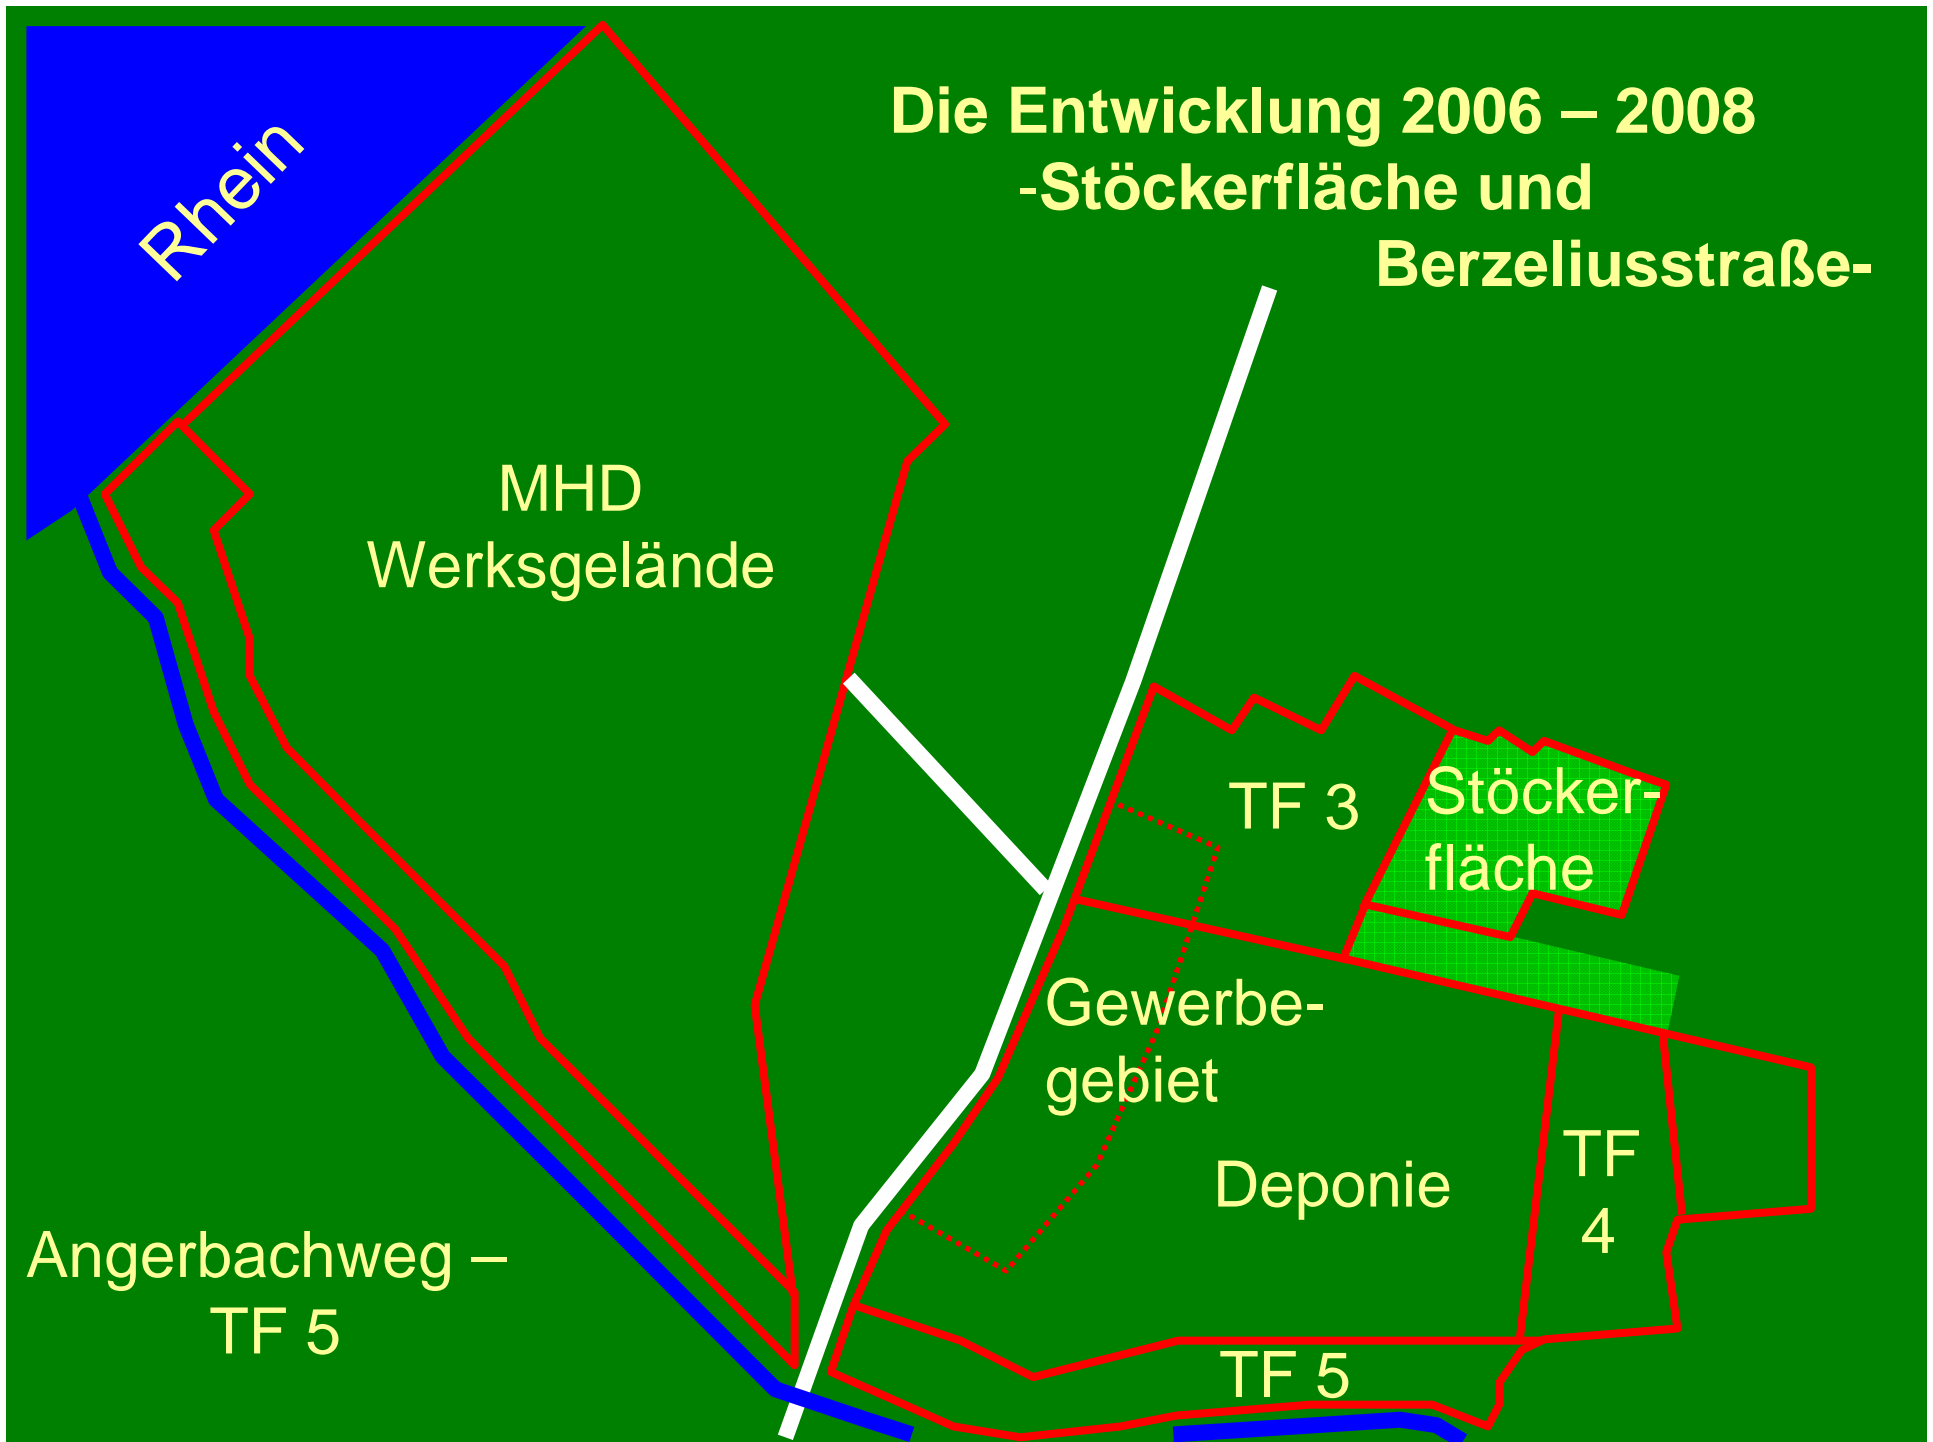 Die Entwicklung 2006 – 2008
-Stöckerfläche und
Berzeliusstraße-
Rhein
MHD
Werksgelände
TF 3
Stöcker-
fläche
Gewerbe-
gebiet
Deponie
TF
4
Angerbachweg –
TF 5
TF 5